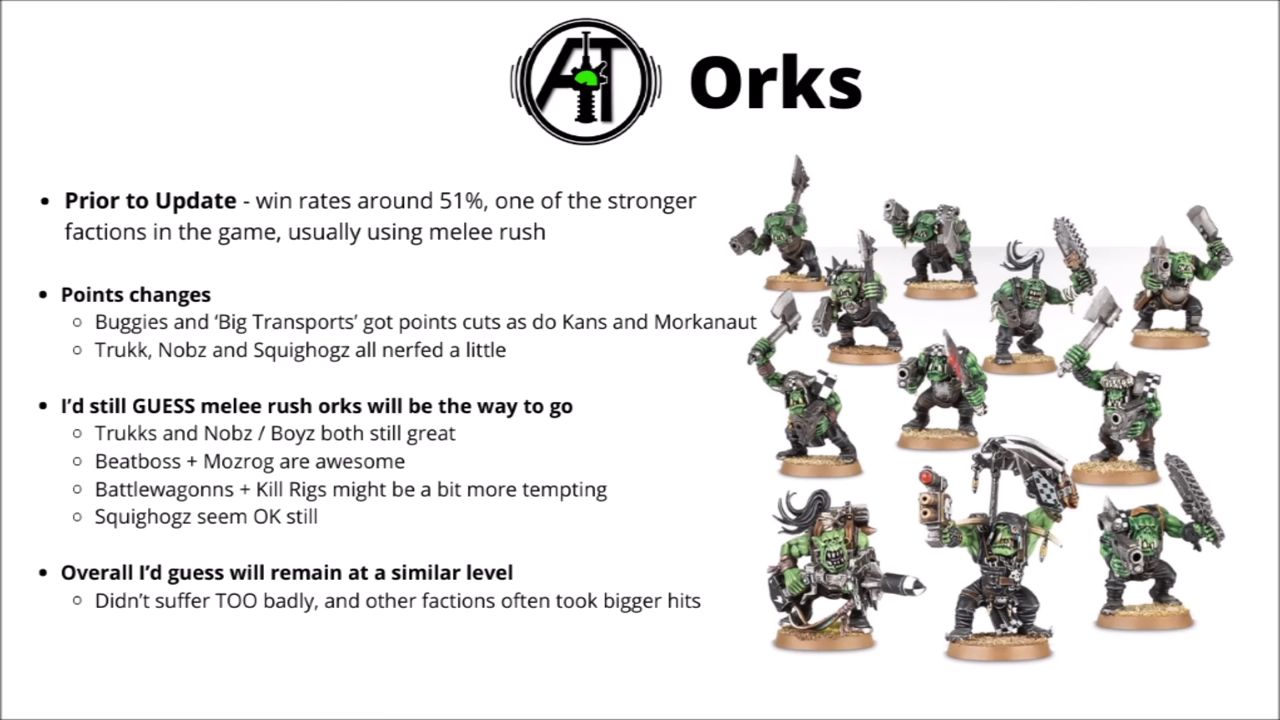 AT
Orks
• Prior to Update - win rates around 51%, one of the stronger
factions in the game, usually using melee rush
• Points changes
○ Buggies and ‘Big Transports’ got points cuts as do Kans and Morkanaut
○ Trukk, Nobz and Squighogz all nerfed a little
• I’d still GUESS melee rush orks will be the way to go
○ Trukks and Nobz / Boyz both still great
○ Beatboss + Mozrog are awesome
○ Battlewagonns + Kill Rigs might be a bit more tempting
○ Squighogz seem OK still
• Overall I’d guess will remain at a similar level
○ Didn’t suffer TOO badly, and other factions often took bigger hits